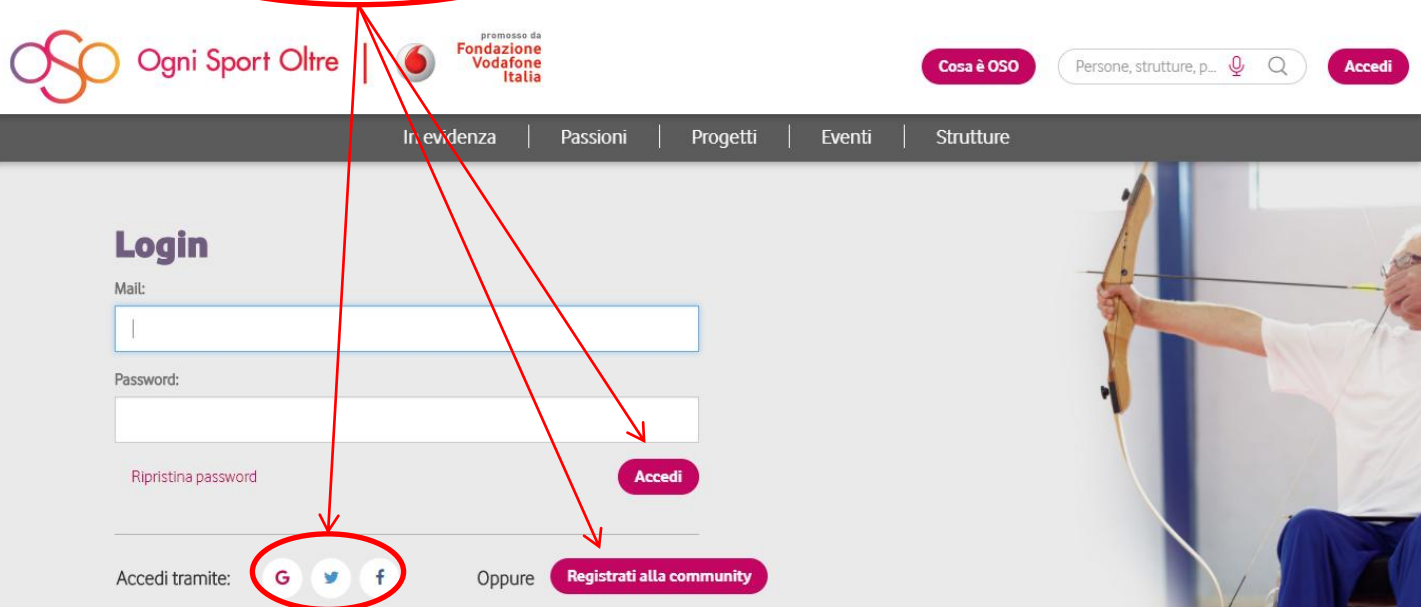 promosso da
Fondazione
Vodafone
Italia
OSO Ogni Sport Oltre
Cosa è OSO
Persone, strutture, p...
Accedi
In evidenza | Passioni | Progetti | Eventi | Strutture
Login
Mail:
Password:
Ripristina password
Accedi
Accedi tramite: G f Oppure Registrati alla community